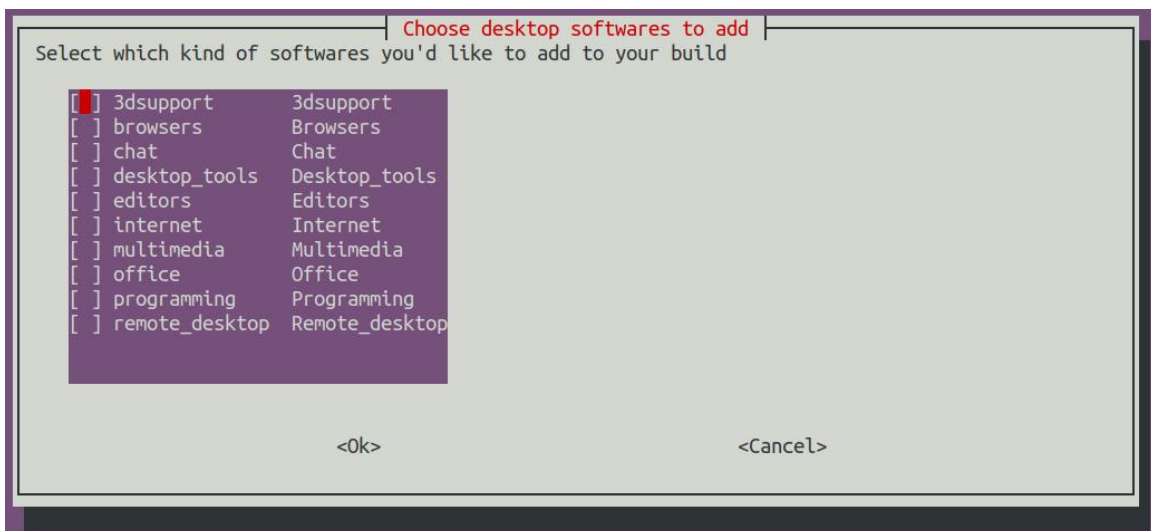 Choose desktop softwares to add
Select which kind of softwares you'd like to add to your build
[ ] 3dsupport 3dsupport
[ ] browsers Browsers
[ ] chat Chat
[ ] desktop_tools Desktop_tools
[ ] editors Editors
[ ] internet Internet
[ ] multimedia Multimedia
[ ] office Office
[ ] programming Programming
[ ] remote_desktop Remote_desktop
<Ok> <Cancel>